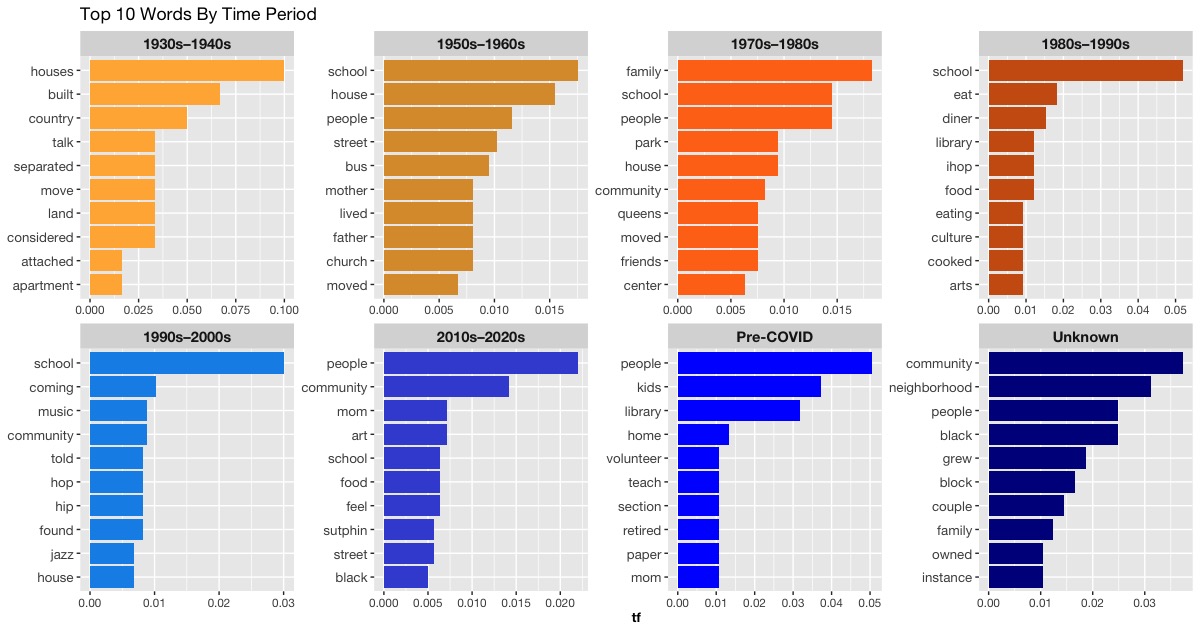 Top 10 Words By Time Period
1930s–1940s
houses
built
country
talk
separated
move
land
considered
attached
apartment
0.000 0.025 0.050 0.075 0.100
1950s–1960s
school
house
people
street
bus
mother
lived
father
church
moved
0.000 0.005 0.010 0.015
1970s–1980s
family
school
people
park
house
community
queens
moved
friends
center
0.000 0.005 0.010 0.015
1980s–1990s
school
eat
diner
library
ihop
food
eating
culture
cooked
arts
0.00 0.01 0.02 0.03 0.04 0.05
1990s–2000s
school
coming
music
community
told
hop
hip
found
jazz
house
0.00 0.01 0.02 0.03
2010s–2020s
people
community
mom
art
school
food
feel
sutphin
street
black
0.000 0.005 0.010 0.015 0.020
Pre-COVID
people
kids
library
home
volunteer
teach
section
retired
paper
mom
0.00 0.01 0.02 0.03 0.04 0.05
Unknown
community
neighborhood
people
black
grew
block
couple
family
owned
instance
0.00 0.01 0.02 0.03
tf